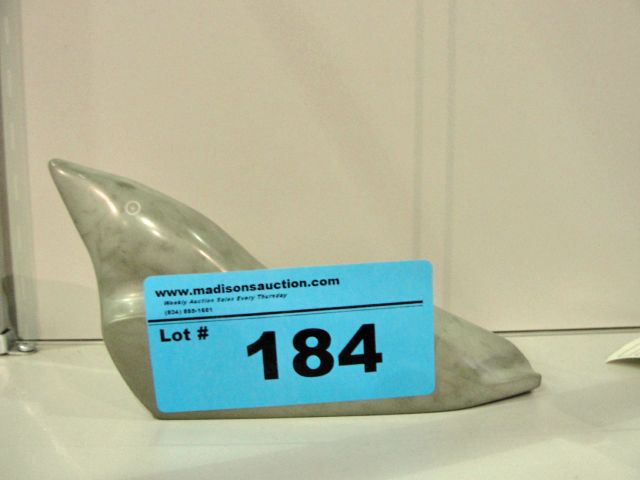 www.madisonsauction.com
Weekly Auction Sales Every Thursday
Lot #
184